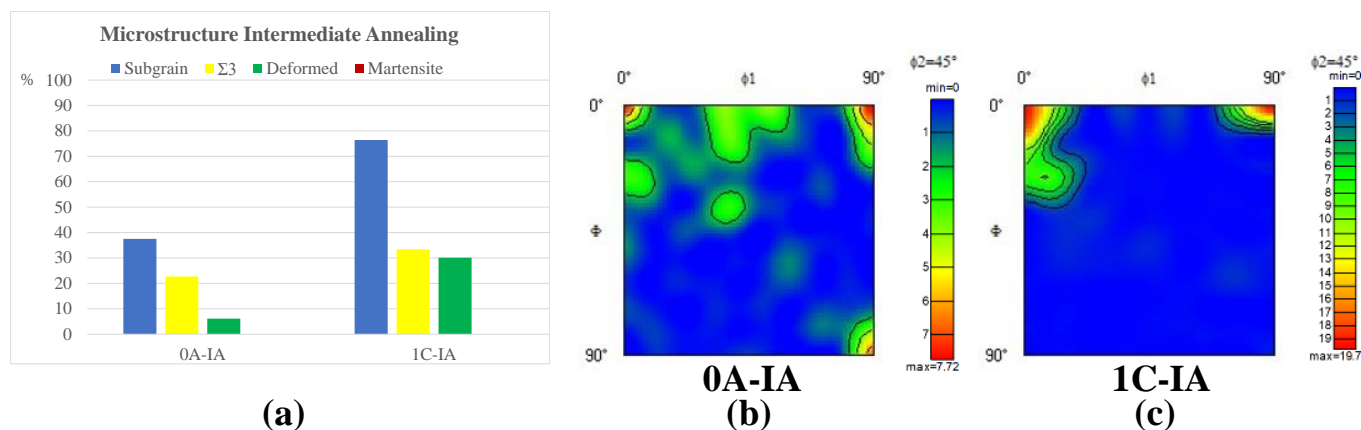 Microstructure Intermediate Annealing
Subgrain Σ3 Deformed Martensite
%
100
90
80
70
60
50
40
30
20
10
0
0A-IA 1C-IA
(a)
ϕ2=45°
0° ϕ1 90° min=0
0°
Φ
90°
1
2
3
4
5
6
7
max=7.72
0A-IA
(b)
ϕ2=45°
0° ϕ1 90° min=0
0°
Φ
90°
1
2
3
4
5
6
7
8
9
10
11
12
13
14
15
16
17
18
19
max=19.7
1C-IA
(c)